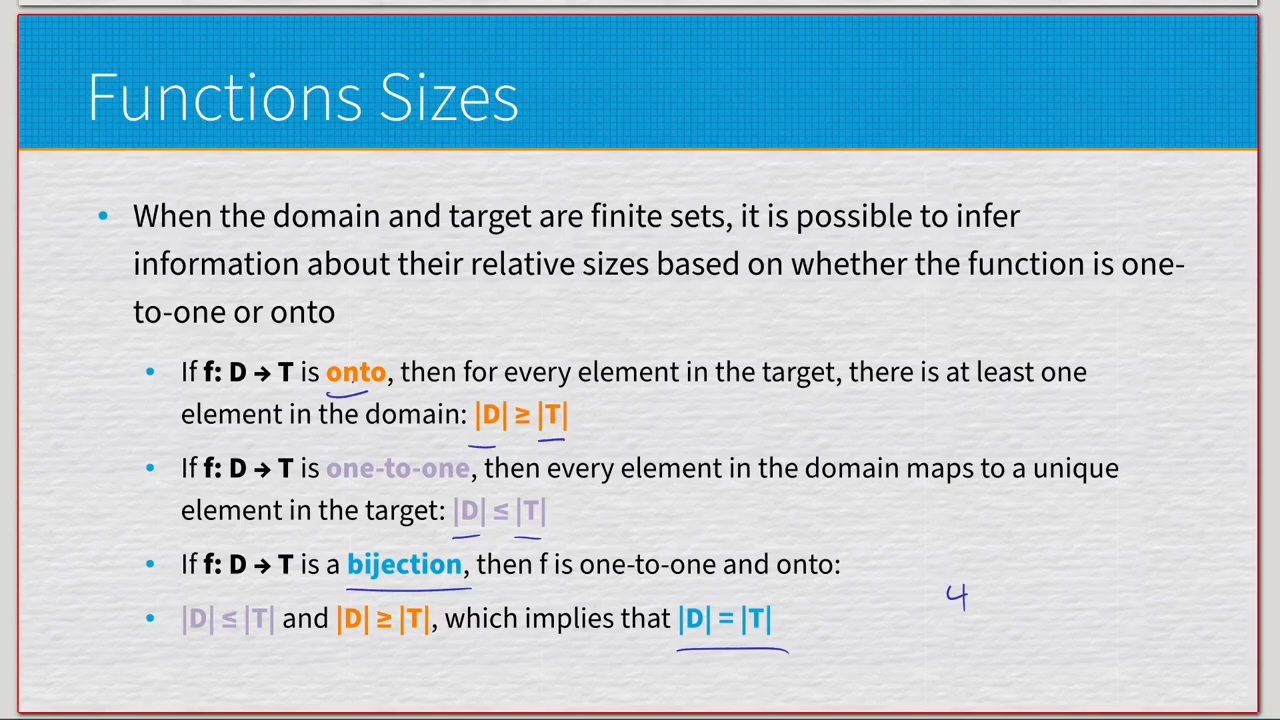 Functions Sizes
• When the domain and target are finite sets, it is possible to infer
information about their relative sizes based on whether the function is one-
to-one or onto
• If f: D → T is onto, then for every element in the target, there is at least one
element in the domain: |D| ≥ |T|
• If f: D → T is one-to-one, then every element in the domain maps to a unique
element in the target: |D| ≤ |T|
• If f: D → T is a bijection, then f is one-to-one and onto:
• |D| ≤ |T| and |D| ≥ |T|, which implies that |D| = |T|
4